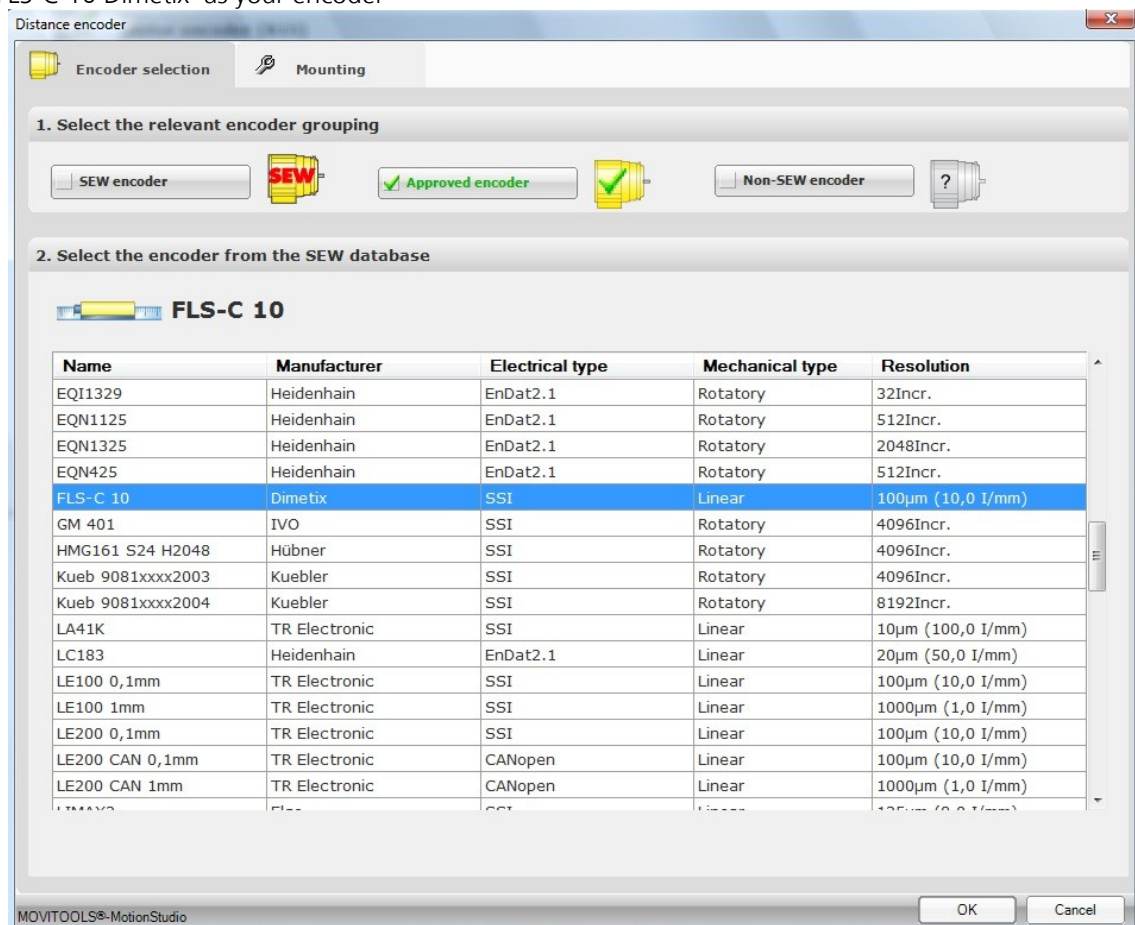 FLS-C 10 Dimetix" as your encoder
Distance encoder
Encoder selection Mounting
1. Select the relevant encoder grouping
SEW encoder SEW Approved encoder Non-SEW encoder ?
2. Select the encoder from the SEW database
FLS-C 10
Name Manufacturer Electrical type Mechanical type Resolution
EQI1329 Heidenhain EnDat2.1 Rotatory 32Incr.
EQN1125 Heidenhain EnDat2.1 Rotatory 512Incr.
EQN1325 Heidenhain EnDat2.1 Rotatory 2048Incr.
EQN425 Heidenhain EnDat2.1 Rotatory 512Incr.
FLS-C 10 Dimetix SSI Linear 100µm (10,0 I/mm)
GM 401 IVO SSI Rotatory 4096Incr.
HMG161 S24 H2048 Hübner SSI Rotatory 4096Incr.
Kueb 9081xxxx2003 Kuebler SSI Rotatory 4096Incr.
Kueb 9081xxxx2004 Kuebler SSI Rotatory 8192Incr.
LA41K TR Electronic SSI Linear 10µm (100,0 I/mm)
LC183 Heidenhain EnDat2.1 Linear 20µm (50,0 I/mm)
LE100 0,1mm TR Electronic SSI Linear 100µm (10,0 I/mm)
LE100 1mm TR Electronic SSI Linear 1000µm (1,0 I/mm)
LE200 0,1mm TR Electronic SSI Linear 100µm (10,0 I/mm)
LE200 CAN 0,1mm TR Electronic CANopen Linear 100µm (10,0 I/mm)
LE200 CAN 1mm TR Electronic CANopen Linear 1000µm (1,0 I/mm)
MOVITOOLS®-MotionStudio OK Cancel